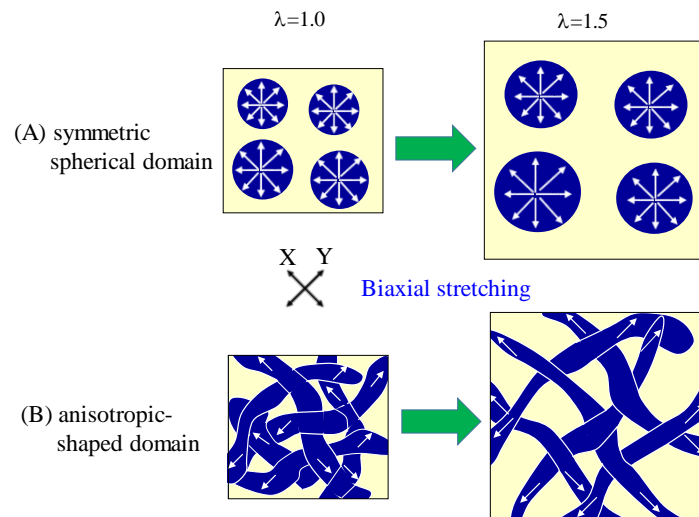 λ=1.0
λ=1.5
(A) symmetric
spherical domain
X Y
Biaxial stretching
(B) anisotropic-
shaped domain